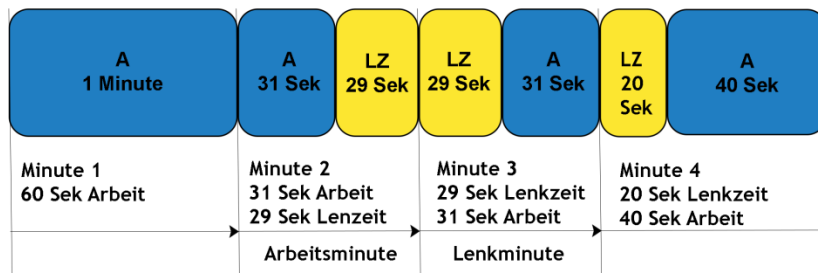 A
1 Minute
A
31 Sek
LZ
29 Sek
LZ
29 Sek
A
31 Sek
LZ
20
Sek
A
40 Sek
Minute 1
60 Sek Arbeit
Minute 2
31 Sek Arbeit
29 Sek Lenzeit
Minute 3
29 Sek Lenkzeit
31 Sek Arbeit
Minute 4
20 Sek Lenkzeit
40 Sek Arbeit
Arbeitsminute
Lenkminute